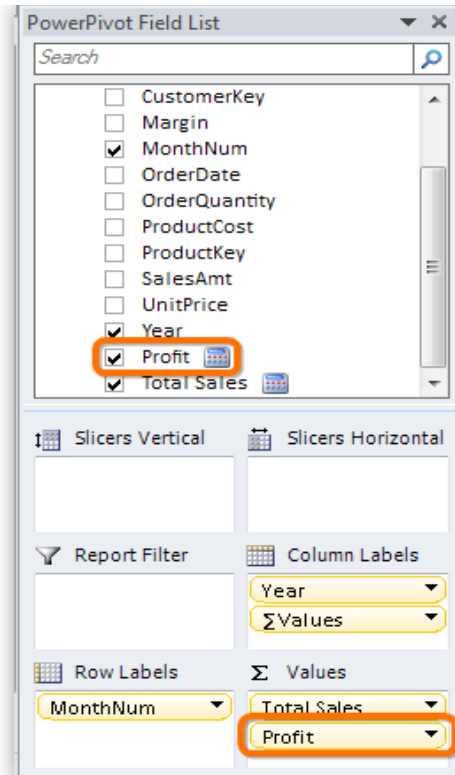 PowerPivot Field List
Search
CustomerKey
Margin
MonthNum
OrderDate
OrderQuantity
ProductCost
ProductKey
SalesAmt
UnitPrice
Year
Profit
Total Sales
Slicers Vertical
Slicers Horizontal
Report Filter
Column Labels
Year
ΣValues
Row Labels
Σ Values
MonthNum
Total Sales
Profit